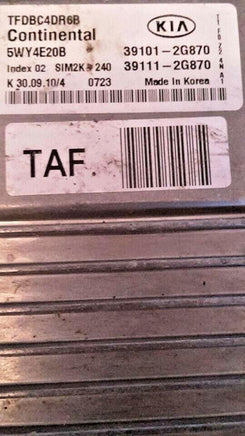 TFDBC4DR6B
KIA
Continental
5WY4E20B 39101-2G870
Index 02 SIM2K-240 39111-2G870
K 30.09.10/4 0723 Made in Korea
TAF